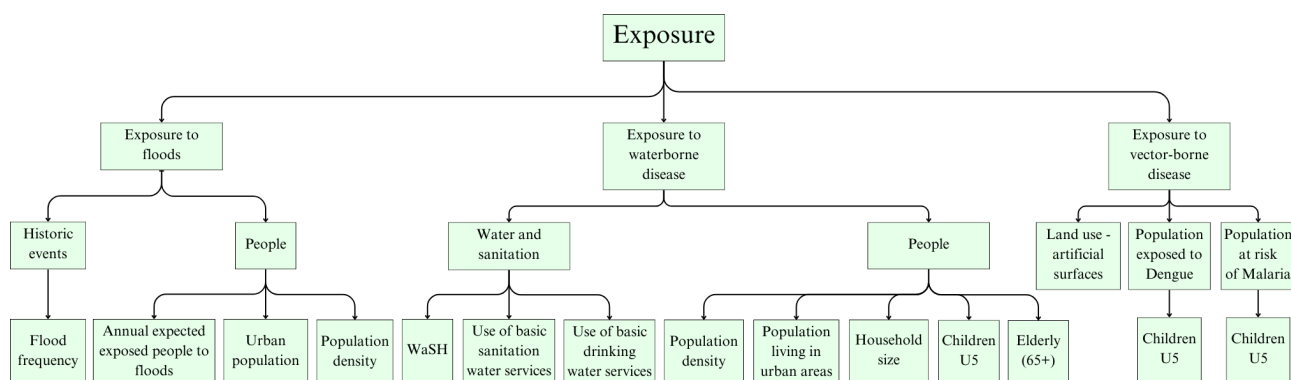 Exposure
Exposure to
floods
Exposure to
waterborne
disease
Exposure to
vector-borne
disease
Historic
events
People
Water and
sanitation
People
Land use -
artificial
surfaces
Population
exposed to
Dengue
Population
at risk
of Malaria
Flood
frequency
Annual expected
exposed people to
floods
Urban
population
Population
density
WaSH
Use of basic
sanitation
water services
Use of basic
drinking
water services
Population
density
Population
living in
urban areas
Household
size
Children
U5
Elderly
(65+)
Children
U5
Children
U5